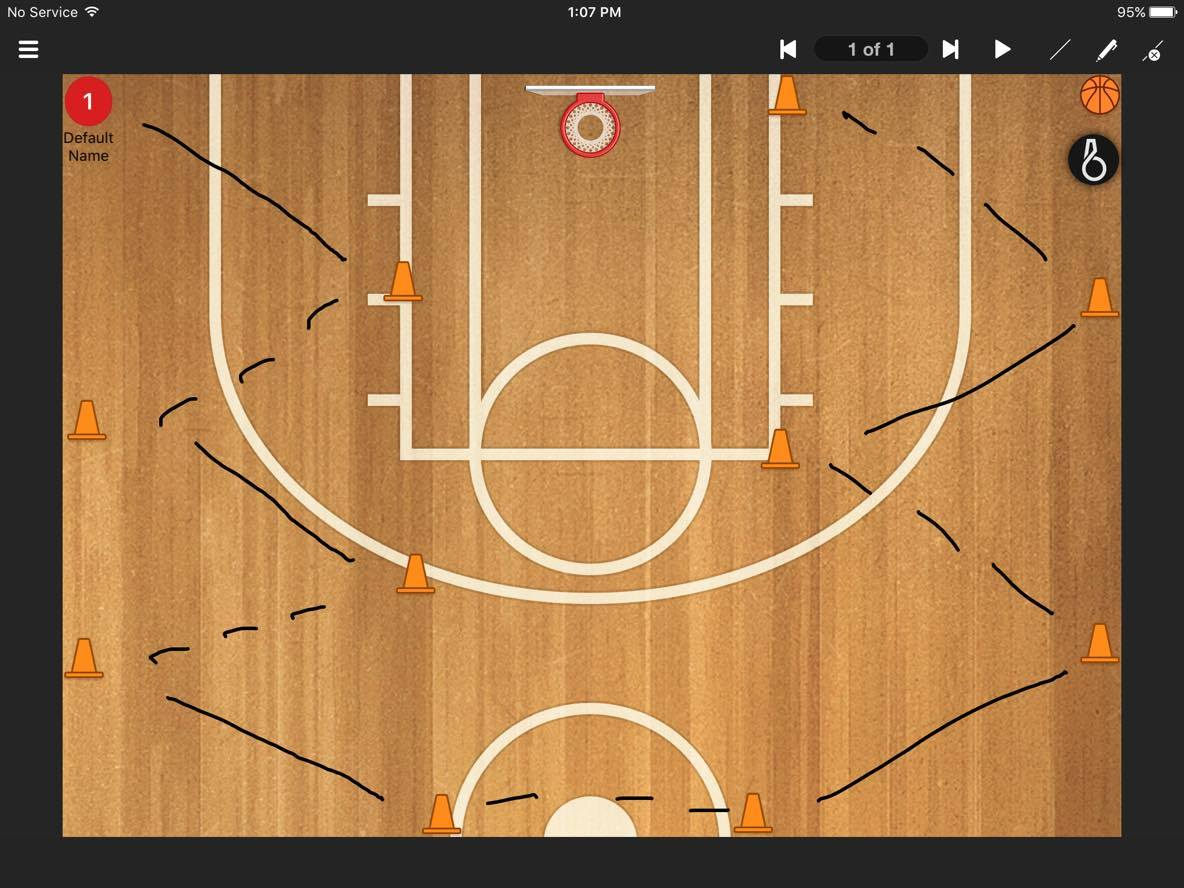 No Service
1:07 PM
95%
1 of 1
1
Default
Name